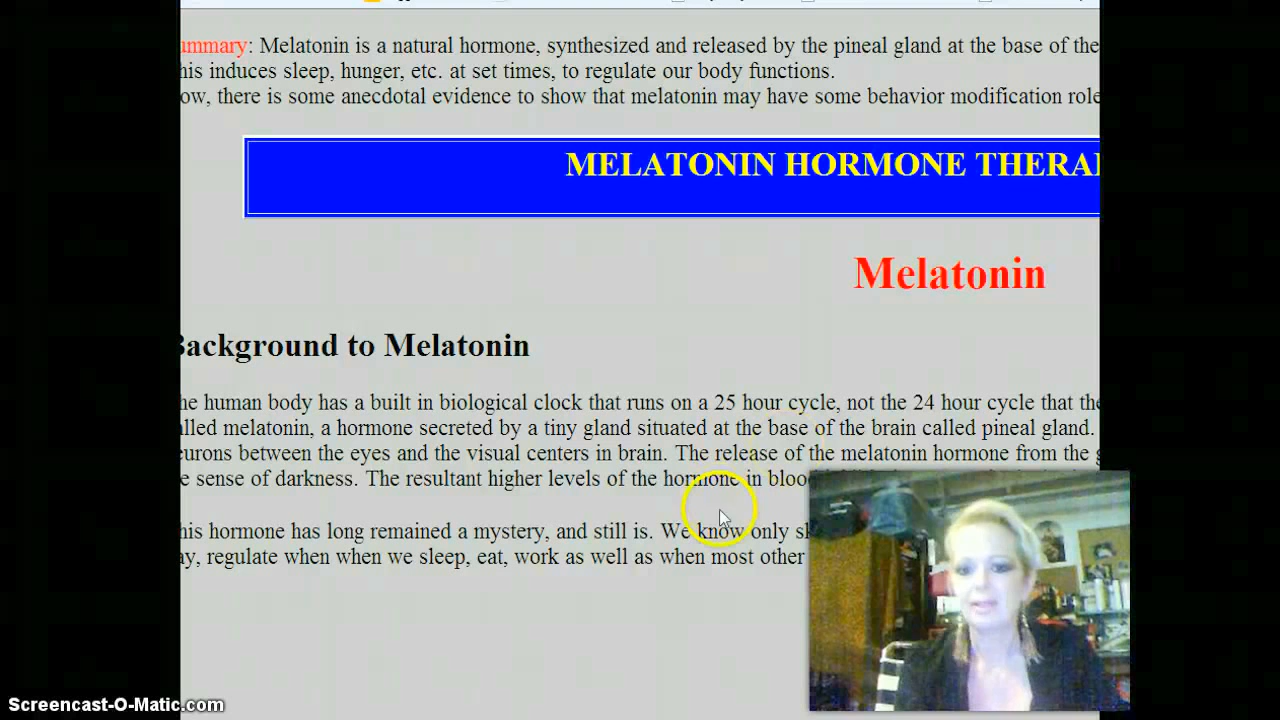 ummary: Melatonin is a natural hormone, synthesized and released by the pineal gland at the base of the
his induces sleep, hunger, etc. at set times, to regulate our body functions.
ow, there is some anecdotal evidence to show that melatonin may have some behavior modification role
MELATONIN HORMONE THERA
Melatonin
Background to Melatonin
he human body has a built in biological clock that runs on a 25 hour cycle, not the 24 hour cycle that the
alled melatonin, a hormone secreted by a tiny gland situated at the base of the brain called pineal gland.
eurons between the eyes and the visual centers in brain. The release of the melatonin hormone from the g
e sense of darkness. The resultant higher levels of the hormone in blood
his hormone has long remained a mystery, and still is. We know only sk
ay, regulate when when we sleep, eat, work as well as when most other
Screencast-O-Matic.com